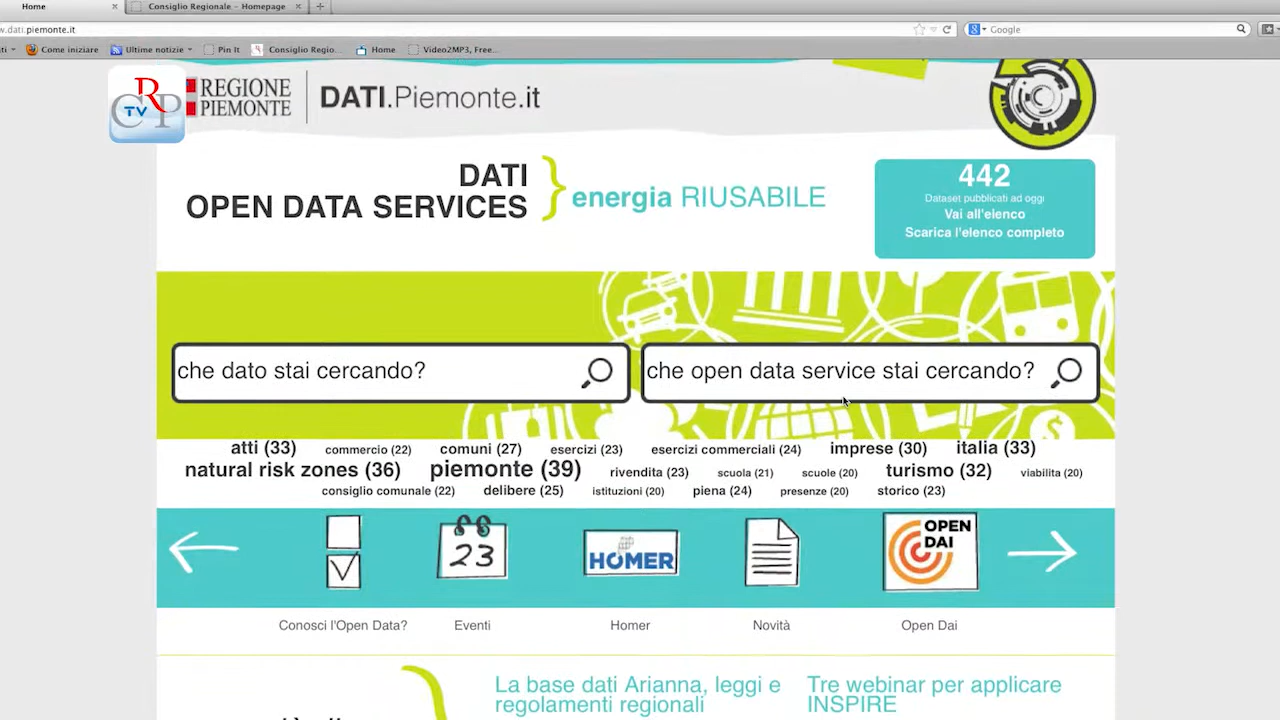 Home
Consiglio Regionale - Homepage
w.dati.piemonte.it
Google
ti
Come iniziare
Ultime notizie
Pin It
Consiglio Regio...
Home
Video2MP3, Free...
CRP
TV
REGIONE
PIEMONTE
DATI.Piemonte.it
DATI
OPEN DATA SERVICES
energia RIUSABILE
442
Dataset pubblicati ad oggi
Vai all'elenco
Scarica l'elenco completo
che dato stai cercando?
che open data service stai cercando?
atti (33) commercio (22) comuni (27) esercizi (23) esercizi commerciali (24) imprese (30) italia (33)
natural risk zones (36) piemonte (39) rivendita (23) scuola (21) scuole (20) turismo (32) viabilita (20)
consiglio comunale (22) delibere (25) istituzioni (20) piena (24) presenze (20) storico (23)
23
HOMER
OPEN
DAI
Conosci l'Open Data?
Eventi
Homer
Novità
Open Dai
La base dati Arianna, leggi e
regolamenti regionali
Tre webinar per applicare
INSPIRE